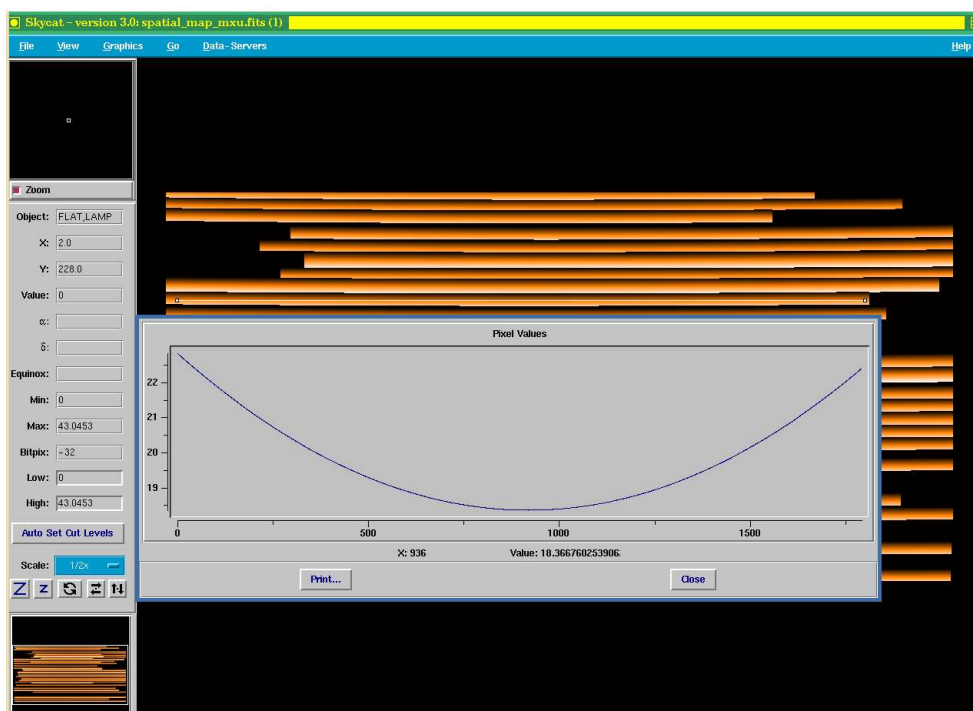 Skycat - version 3.0: spatial_map_mxu.fits (1)
File View Graphics Go Data-Servers Help
Zoom
Object: FLAT,LAMP
X: 2.0
Y: 228.0
Value: 0
α:
δ:
Equinox:
Min: 0
Max: 43.0453
Bitpix: -32
Low: 0
High: 43.0453
Auto Set Cut Levels
Scale: 1/2x
Z z
Pixel Values
22
21
20
19
0 500 1000 1500
X: 936 Value: 18.366760253906
Print... Close